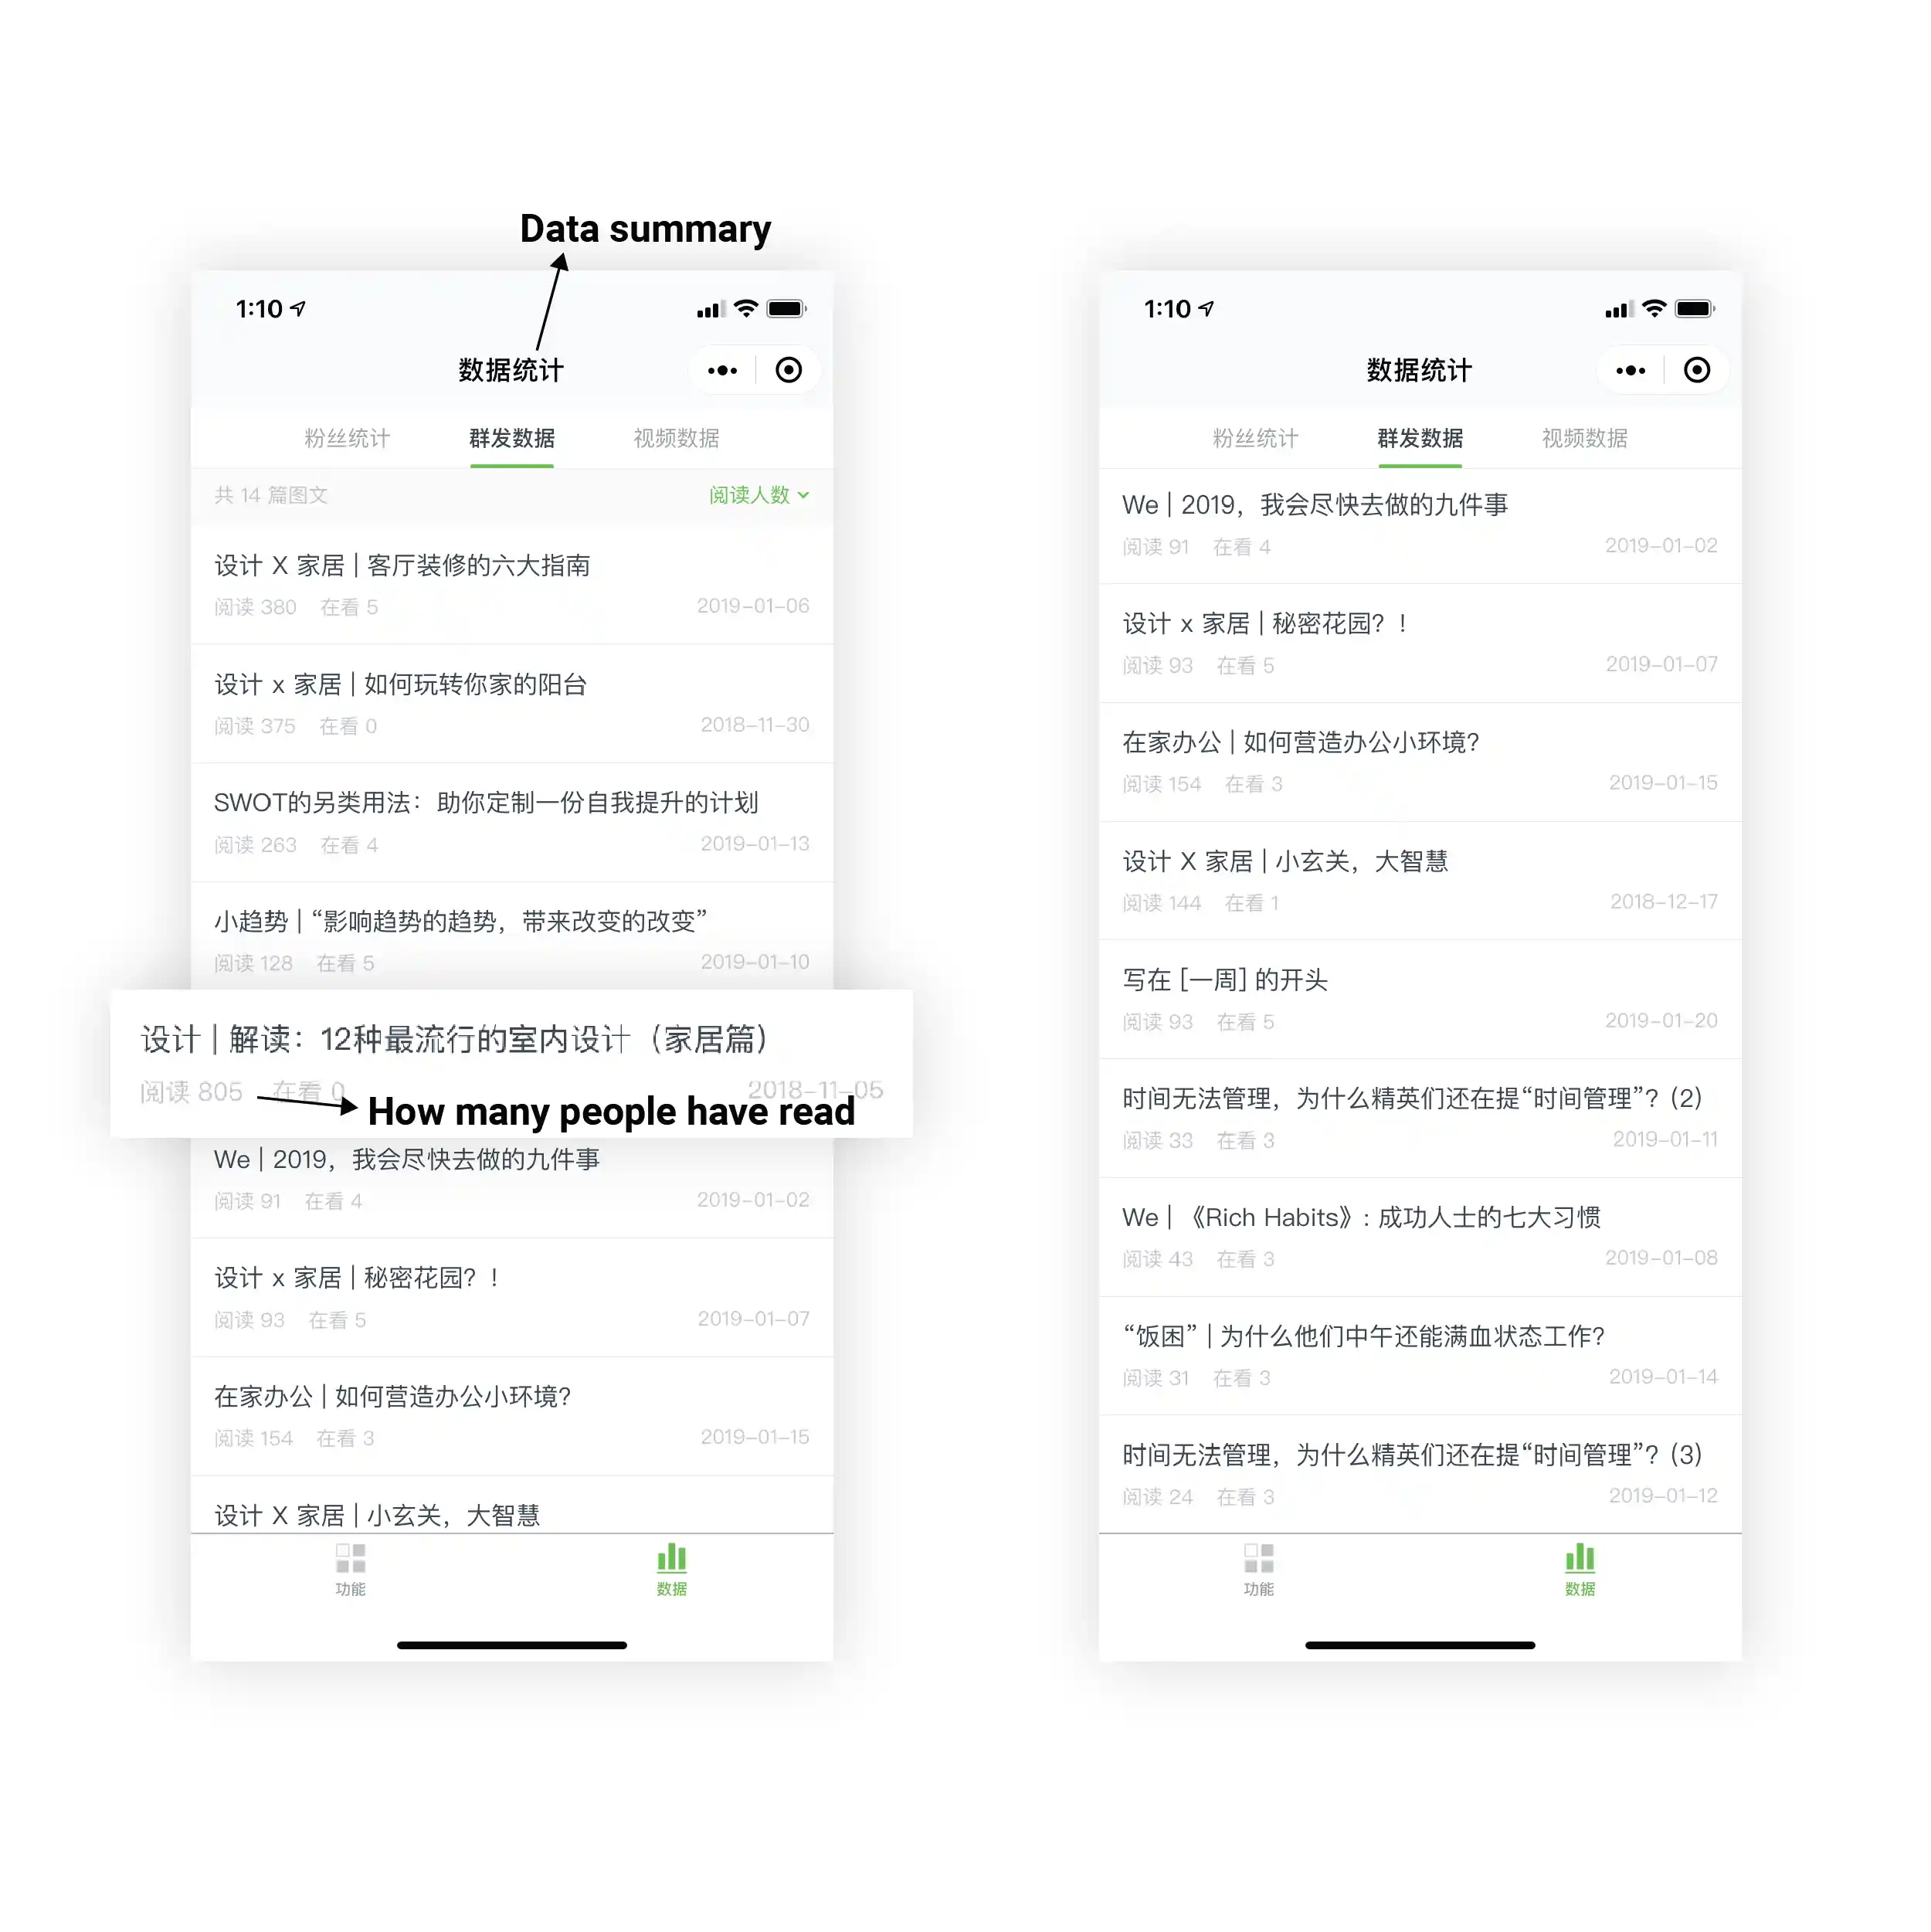 Data summary
1:10
数据统计
粉丝统计 群发数据 视频数据
共 14 篇图文 阅读人数
设计 X 家居 | 客厅装修的六大指南
阅读 380 在看 5 2019-01-06
设计 x 家居 | 如何玩转你家的阳台
阅读 375 在看 0 2018-11-30
SWOT的另类用法：助你定制一份自我提升的计划
阅读 263 在看 4 2019-01-13
小趋势 | “影响趋势的趋势，带来改变的改变”
阅读 128 在看 5 2019-01-10
设计 | 解读：12种最流行的室内设计（家居篇）
阅读 805 在看 0 2018-11-05
How many people have read
We | 2019，我会尽快去做的九件事
阅读 91 在看 4 2019-01-02
设计 x 家居 | 秘密花园？！
阅读 93 在看 5 2019-01-07
在家办公 | 如何营造办公小环境?
阅读 154 在看 3 2019-01-15
设计 X 家居 | 小玄关，大智慧
功能 数据
1:10
数据统计
粉丝统计 群发数据 视频数据
We | 2019，我会尽快去做的九件事
阅读 91 在看 4 2019-01-02
设计 x 家居 | 秘密花园？！
阅读 93 在看 5 2019-01-07
在家办公 | 如何营造办公小环境?
阅读 154 在看 3 2019-01-15
设计 X 家居 | 小玄关，大智慧
阅读 144 在看 1 2018-12-17
写在 [一周] 的开头
阅读 93 在看 5 2019-01-20
时间无法管理，为什么精英们还在提“时间管理”? (2)
阅读 33 在看 3 2019-01-11
We | 《Rich Habits》: 成功人士的七大习惯
阅读 43 在看 3 2019-01-08
“饭困” | 为什么他们中午还能满血状态工作?
阅读 31 在看 3 2019-01-14
时间无法管理，为什么精英们还在提“时间管理”? (3)
阅读 24 在看 3 2019-01-12
功能 数据